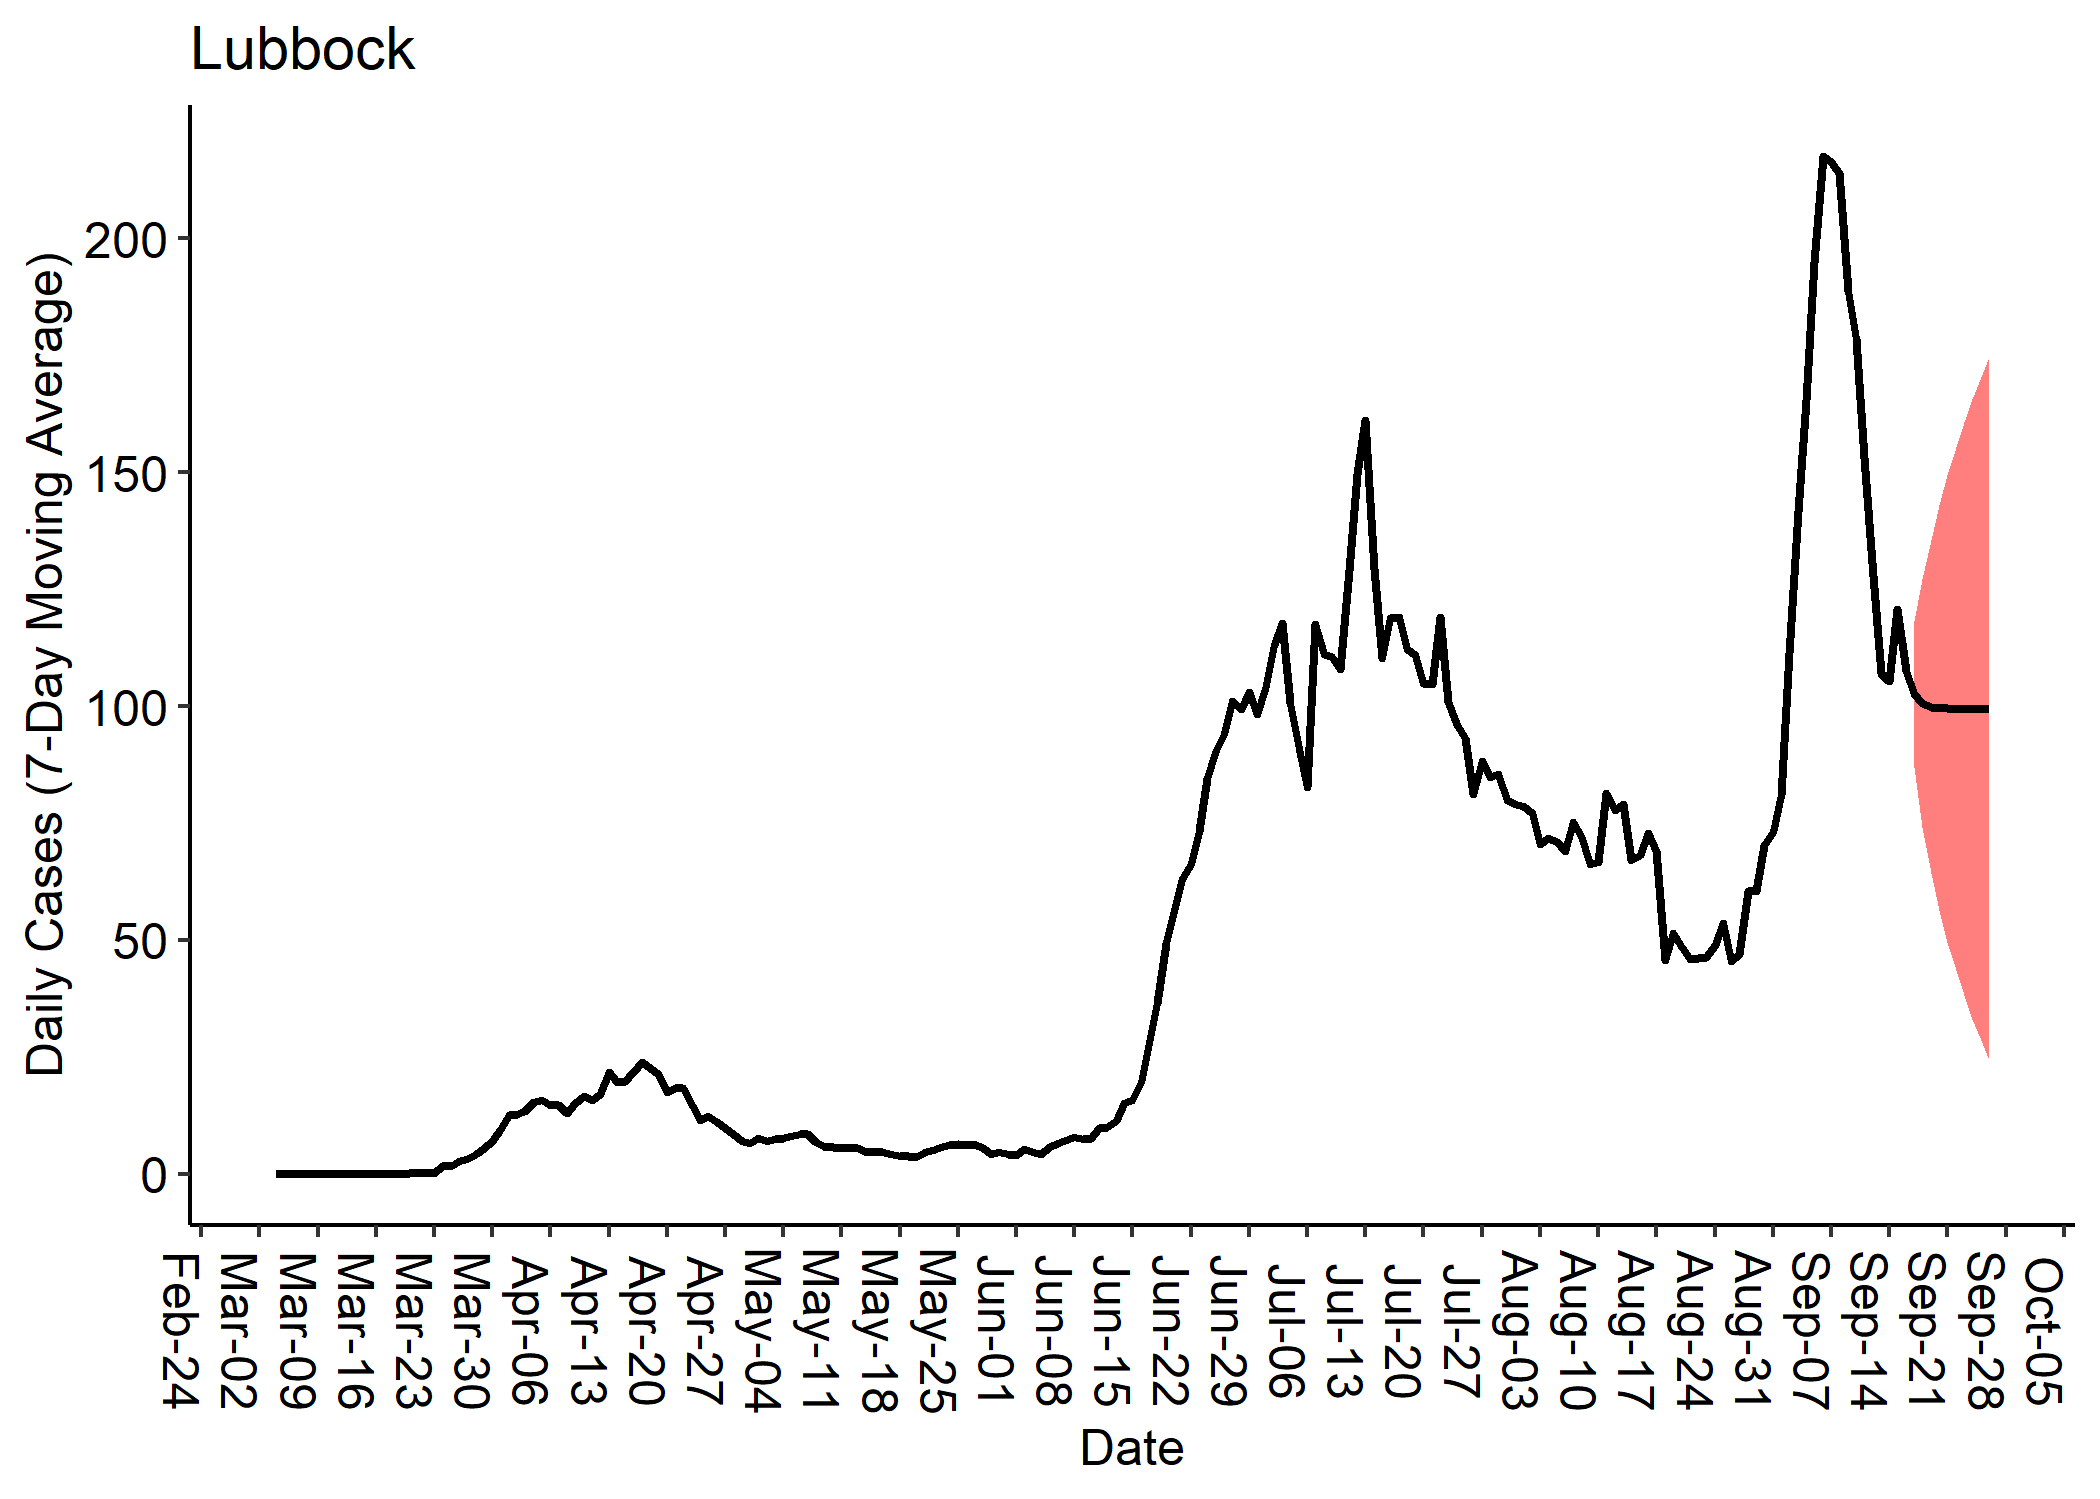 Lubbock
Daily Cases (7-Day Moving Average)
200
150
100
50
0
Feb-24
Mar-02
Mar-09
Mar-16
Mar-23
Mar-30
Apr-06
Apr-13
Apr-20
Apr-27
May-04
May-11
May-18
May-25
Jun-01
Jun-08
Jun-15
Jun-22
Jun-29
Jul-06
Jul-13
Jul-20
Jul-27
Aug-03
Aug-10
Aug-17
Aug-24
Aug-31
Sep-07
Sep-14
Sep-21
Sep-28
Oct-05
Date